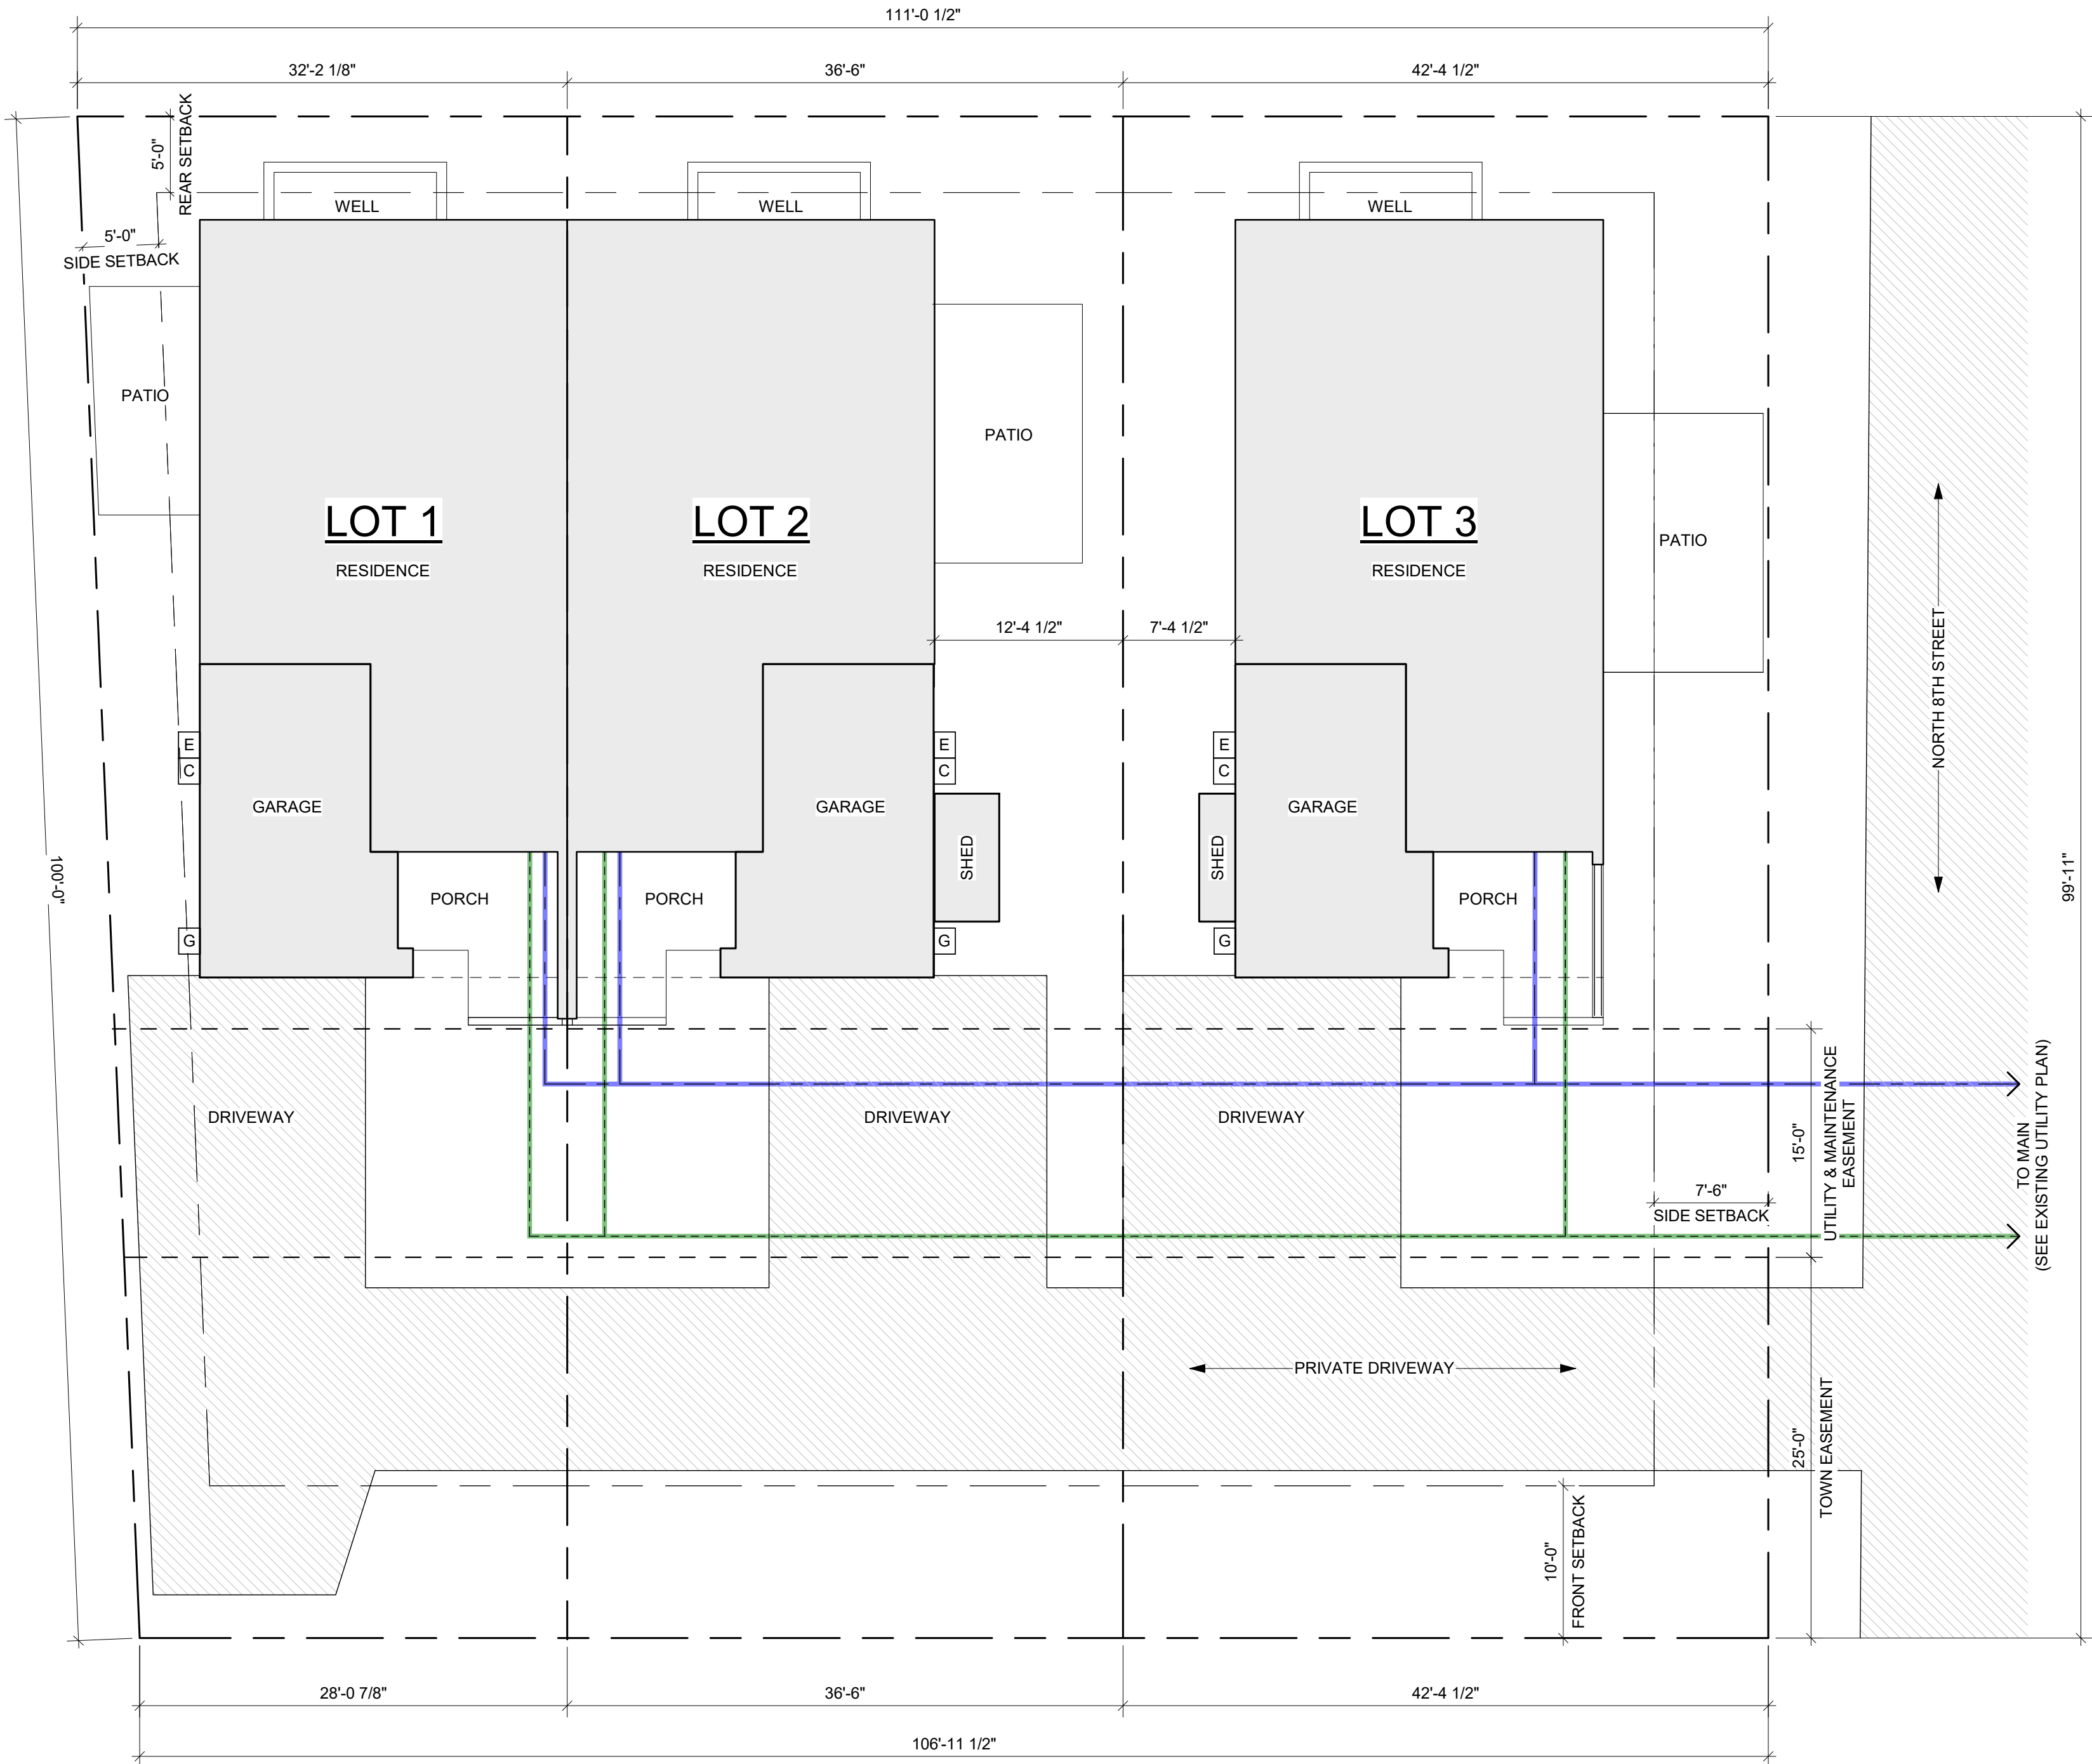 111'-0 1/2"
32'-2 1/8"
36'-6"
42'-4 1/2"
5'-0"
REAR SETBACK
5'-0"
SIDE SETBACK
WELL
WELL
WELL
PATIO
PATIO
PATIO
LOT 1
RESIDENCE
LOT 2
RESIDENCE
LOT 3
RESIDENCE
12'-4 1/2"
7'-4 1/2"
NORTH 8TH STREET
E
C
E
C
E
C
GARAGE
GARAGE
GARAGE
SHED
SHED
100'-0"
99'-11"
PORCH
PORCH
PORCH
G
G
G
DRIVEWAY
DRIVEWAY
DRIVEWAY
15'-0"
UTILITY & MAINTENANCE
EASEMENT
TO MAIN
(SEE EXISTING UTILITY PLAN)
7'-6"
SIDE SETBACK
PRIVATE DRIVEWAY
25'-0"
TOWN EASEMENT
10'-0"
FRONT SETBACK
28'-0 7/8"
36'-6"
42'-4 1/2"
106'-11 1/2"